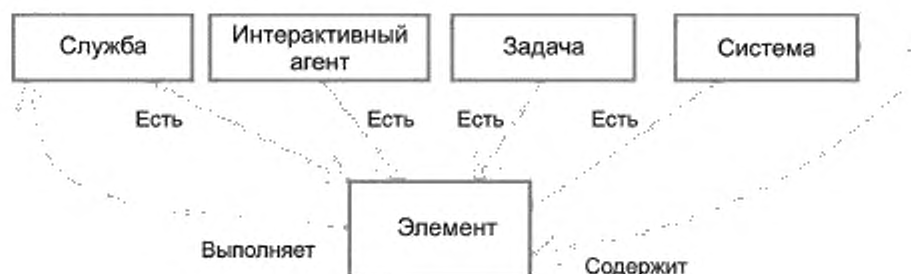 Служба
Интерактивный
агент
Задача
Система
Есть
Есть
Есть
Есть
Элемент
Выполняет
Содержит